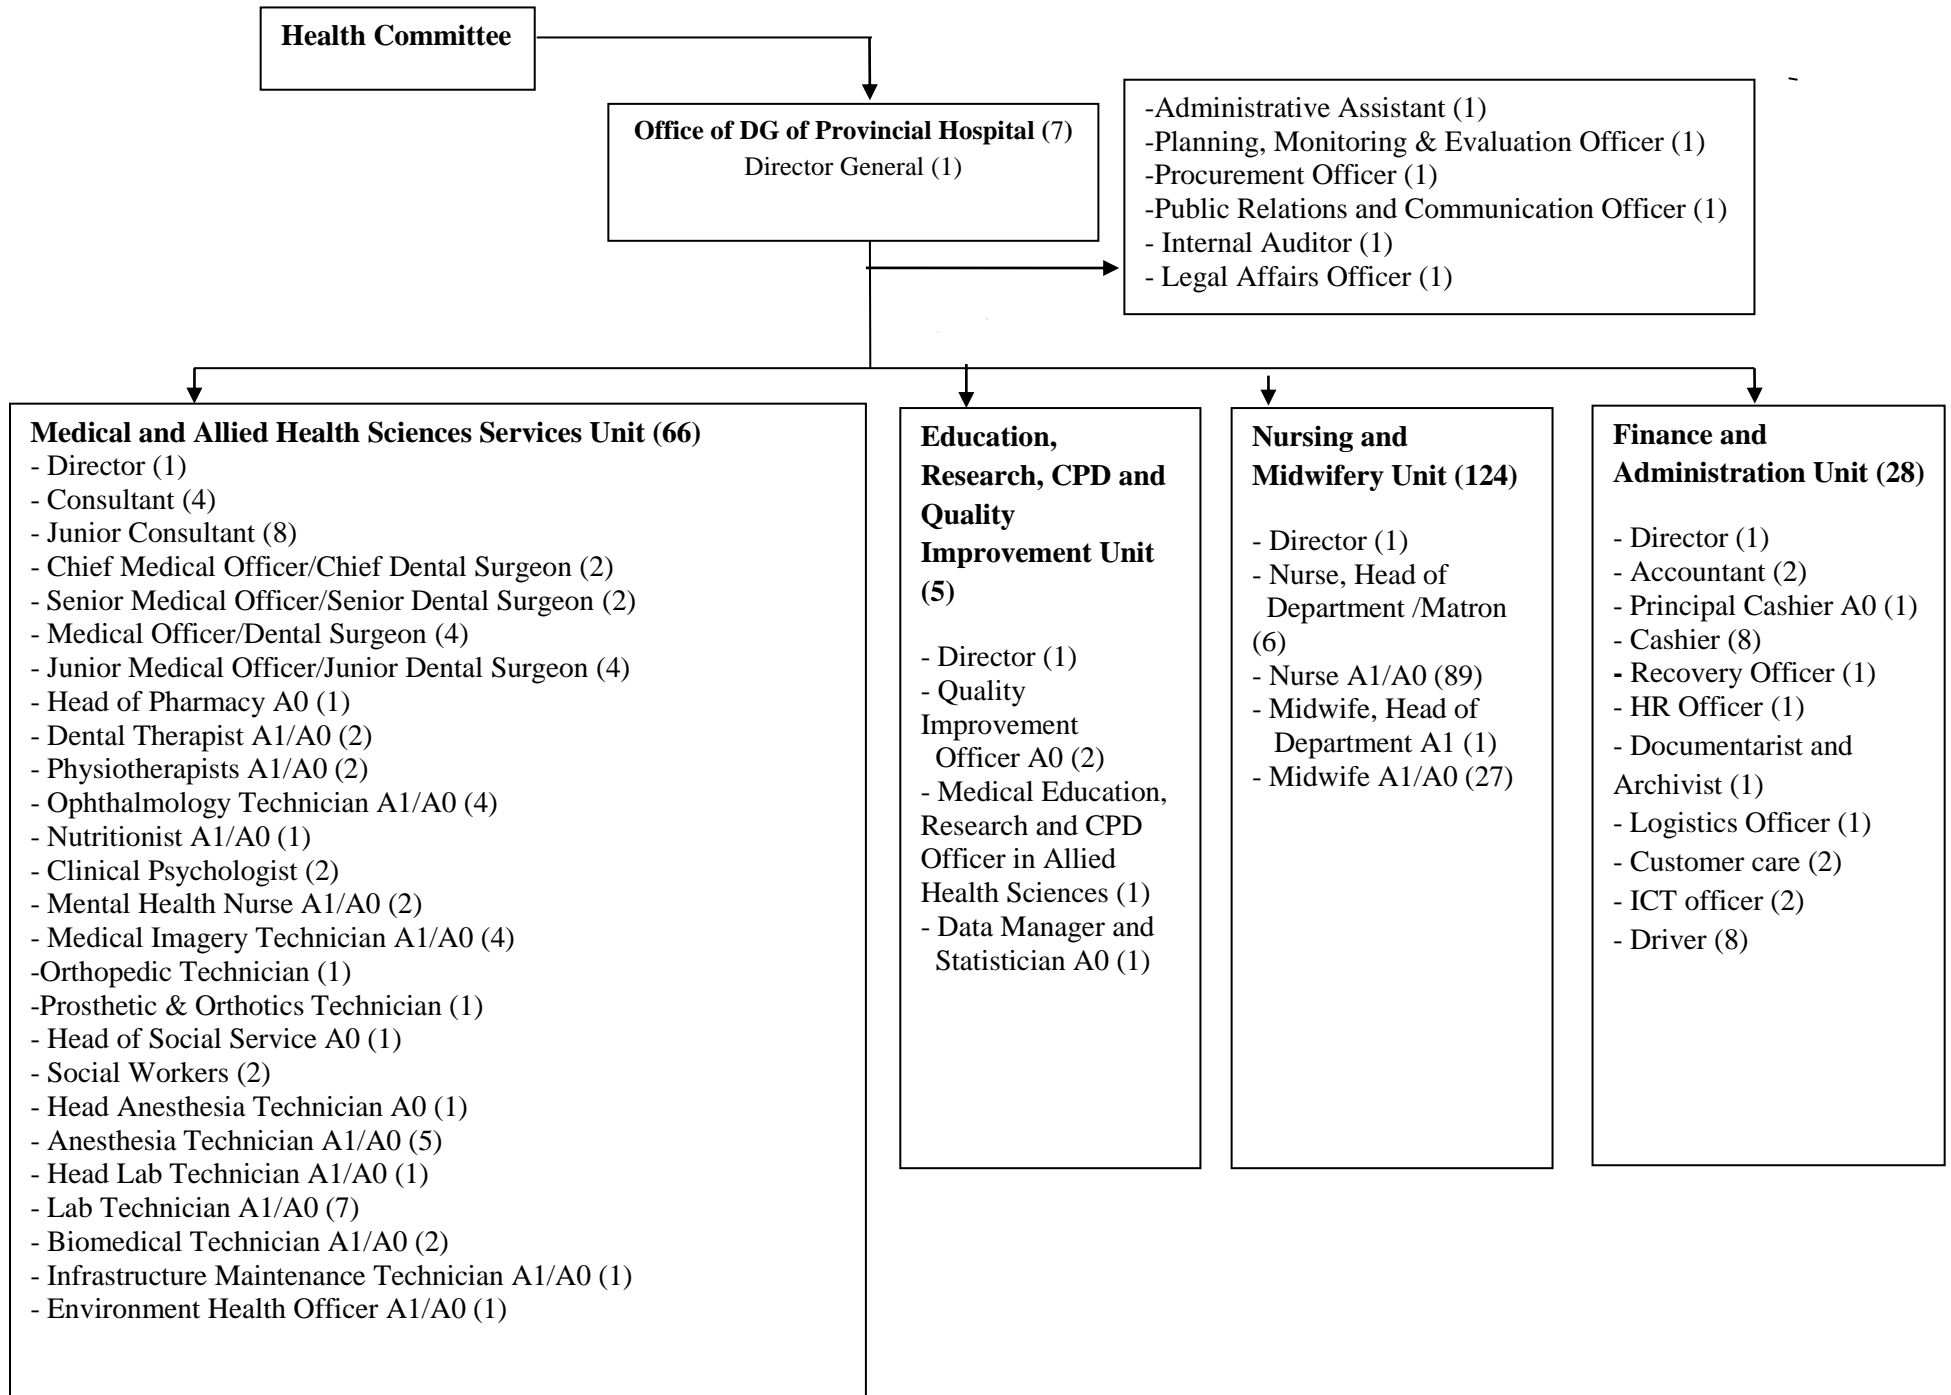 Health Committee
Office of DG of Provincial Hospital (7)
Director General (1)
-Administrative Assistant (1)
-Planning, Monitoring & Evaluation Officer (1)
-Procurement Officer (1)
-Public Relations and Communication Officer (1)
- Internal Auditor (1)
- Legal Affairs Officer (1)
Medical and Allied Health Sciences Services Unit (66)
- Director (1)
- Consultant (4)
- Junior Consultant (8)
- Chief Medical Officer/Chief Dental Surgeon (2)
- Senior Medical Officer/Senior Dental Surgeon (2)
- Medical Officer/Dental Surgeon (4)
- Junior Medical Officer/Junior Dental Surgeon (4)
- Head of Pharmacy A0 (1)
- Dental Therapist A1/A0 (2)
- Physiotherapists A1/A0 (2)
- Ophthalmology Technician A1/A0 (4)
- Nutritionist A1/A0 (1)
- Clinical Psychologist (2)
- Mental Health Nurse A1/A0 (2)
- Medical Imagery Technician A1/A0 (4)
-Orthopedic Technician (1)
-Prosthetic & Orthotics Technician (1)
- Head of Social Service A0 (1)
- Social Workers (2)
- Head Anesthesia Technician A0 (1)
- Anesthesia Technician A1/A0 (5)
- Head Lab Technician A1/A0 (1)
- Lab Technician A1/A0 (7)
- Biomedical Technician A1/A0 (2)
- Infrastructure Maintenance Technician A1/A0 (1)
- Environment Health Officer A1/A0 (1)
Education,
Research, CPD and
Quality
Improvement Unit
(5)
- Director (1)
- Quality
Improvement
Officer A0 (2)
- Medical Education,
Research and CPD
Officer in Allied
Health Sciences (1)
- Data Manager and
Statistician A0 (1)
Nursing and
Midwifery Unit (124)
- Director (1)
- Nurse, Head of
Department /Matron
(6)
- Nurse A1/A0 (89)
- Midwife, Head of
Department A1 (1)
- Midwife A1/A0 (27)
Finance and
Administration Unit (28)
- Director (1)
- Accountant (2)
- Principal Cashier A0 (1)
- Cashier (8)
- Recovery Officer (1)
- HR Officer (1)
- Documentarist and
Archivist (1)
- Logistics Officer (1)
- Customer care (2)
- ICT officer (2)
- Driver (8)